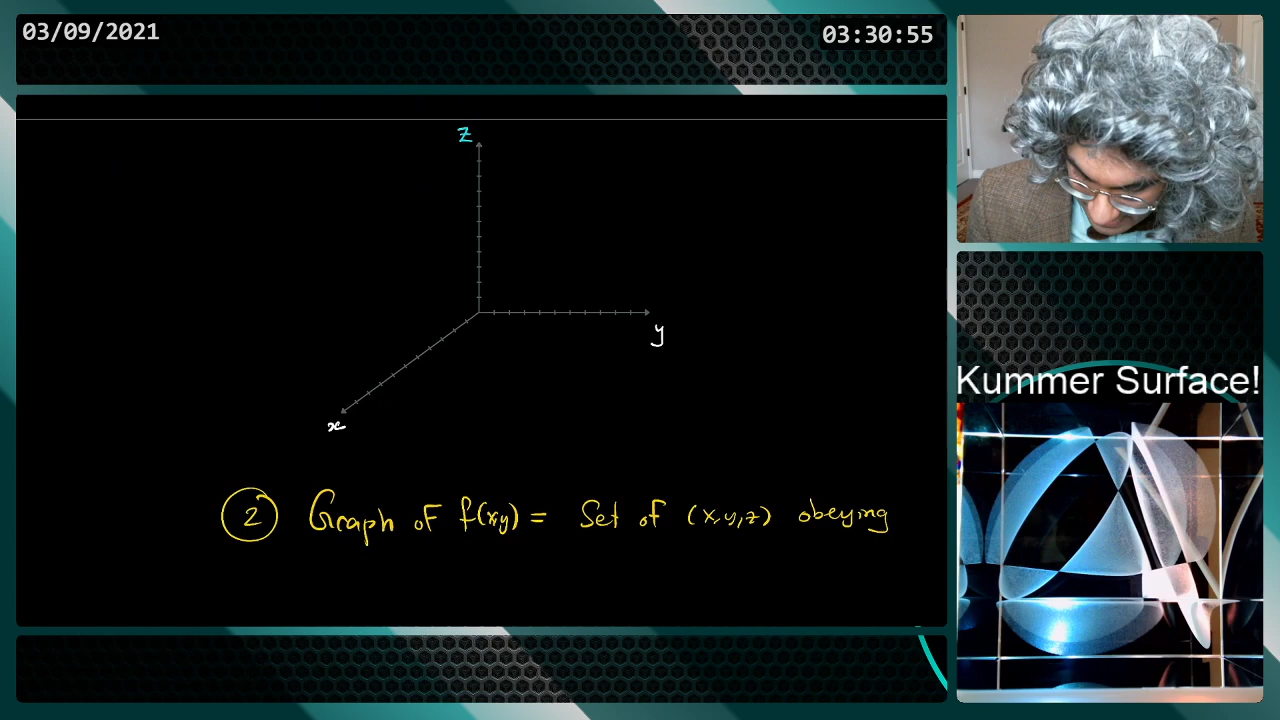 03/09/2021
03:30:55
z
y
x
Kummer Surface!
② Graph of f(x,y) = Set of (x,y,z) obeying